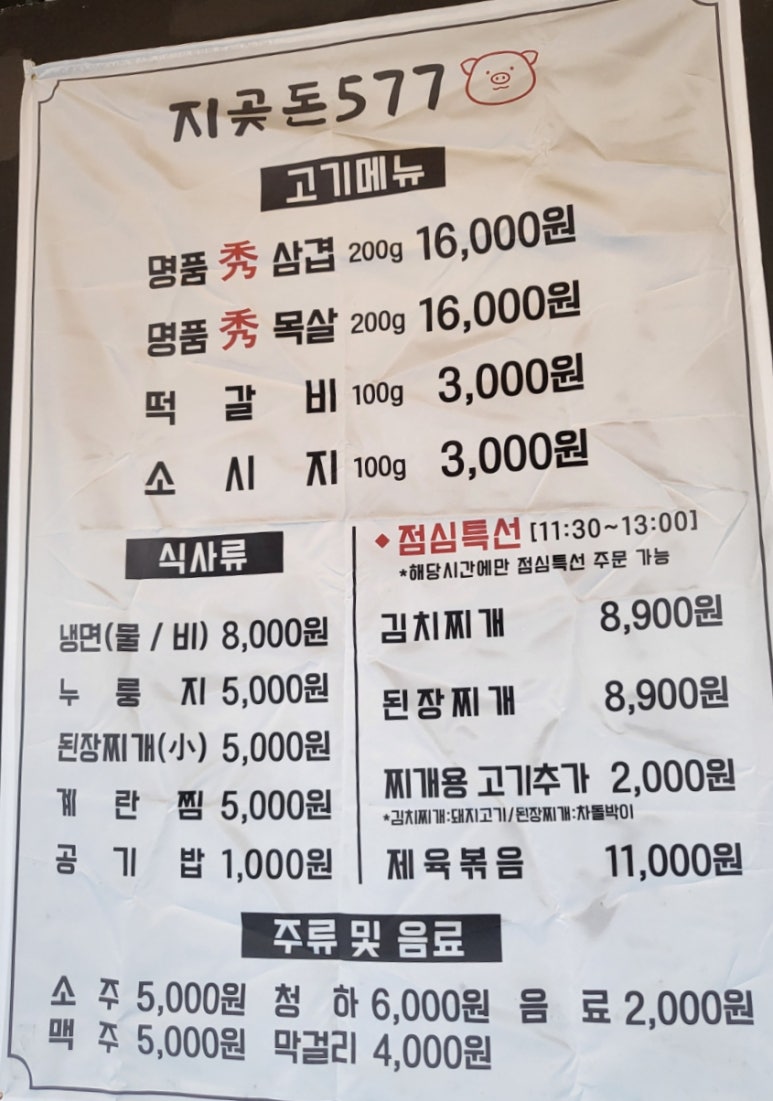 지곶돈577
고기메뉴
명품 秀 삼겹 200g 16,000원
명품 秀 목살 200g 16,000원
떡 갈 비 100g 3,000원
소 시 지 100g 3,000원
식사류
냉면(물 / 비) 8,000원
누 룽 지 5,000원
된장찌개(小) 5,000원
계 란 찜 5,000원
공 기 밥 1,000원
◆ 점심특선 [11:30~13:00]
*해당시간에만 점심특선 주문 가능
김치찌개 8,900원
된장찌개 8,900원
찌개용 고기추가 2,000원
*김치찌개:돼지고기/된장찌개:차돌박이
제육볶음 11,000원
주류 및 음료
소 주 5,000원 청 하 6,000원 음 료 2,000원
맥 주 5,000원 막걸리 4,000원